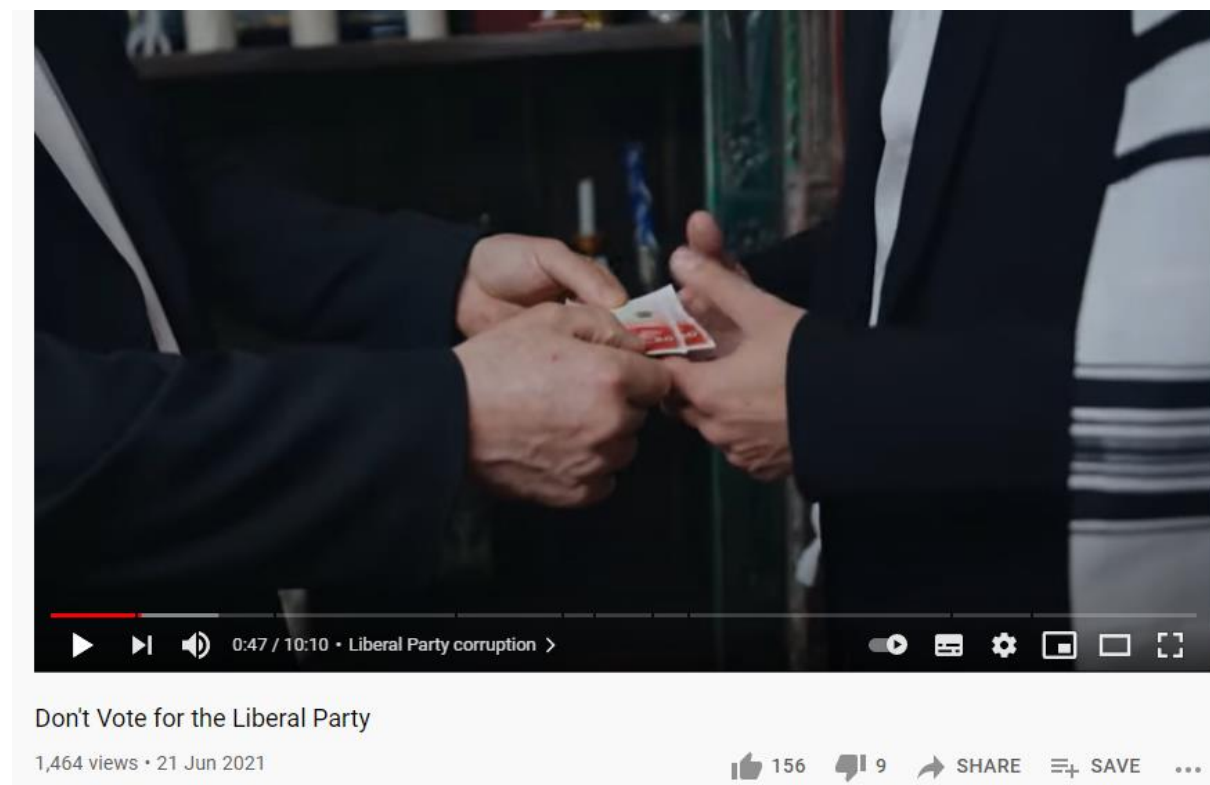 0:47 / 10:10 • Liberal Party corruption >
Don't Vote for the Liberal Party
1,464 views • 21 Jun 2021
156 9 SHARE SAVE ...